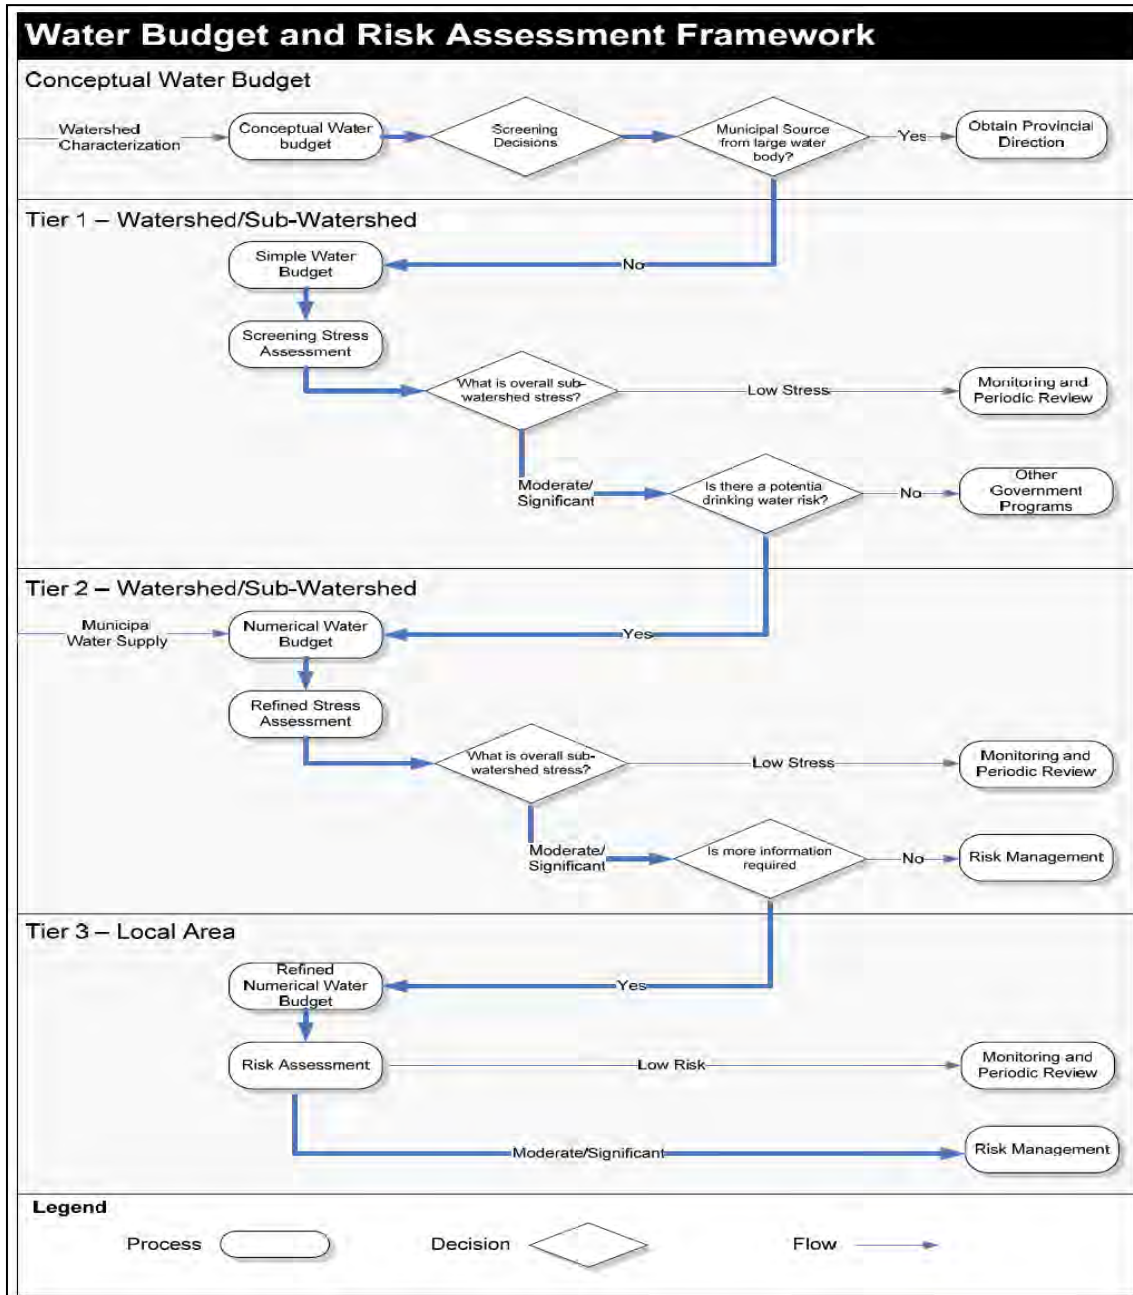 Water Budget and Risk Assessment Framework
Conceptual Water Budget
Watershed
Characterization
Conceptual Water
budget
Screening
Decisions
Municipal Source
from large water
body?
Yes
Obtain Provincial
Direction
Tier 1 – Watershed/Sub-Watershed
Simple Water
Budget
No
Screening Stress
Assessment
What is overall sub-
watershed stress?
Low Stress
Monitoring and
Periodic Review
Moderate/
Significant
Is there a potentia
drinking water risk?
No
Other
Government
Programs
Tier 2 – Watershed/Sub-Watershed
Municipal
Water Supply
Numerical Water
Budget
Yes
Refined Stress
Assessment
What is overall sub-
watershed stress?
Low Stress
Monitoring and
Periodic Review
Moderate/
Significant
Is more information
required
No
Risk Management
Tier 3 – Local Area
Refined
Numerical Water
Budget
Yes
Risk Assessment
Low Risk
Monitoring and
Periodic Review
Moderate/Significant
Risk Management
Legend
Process
Decision
Flow